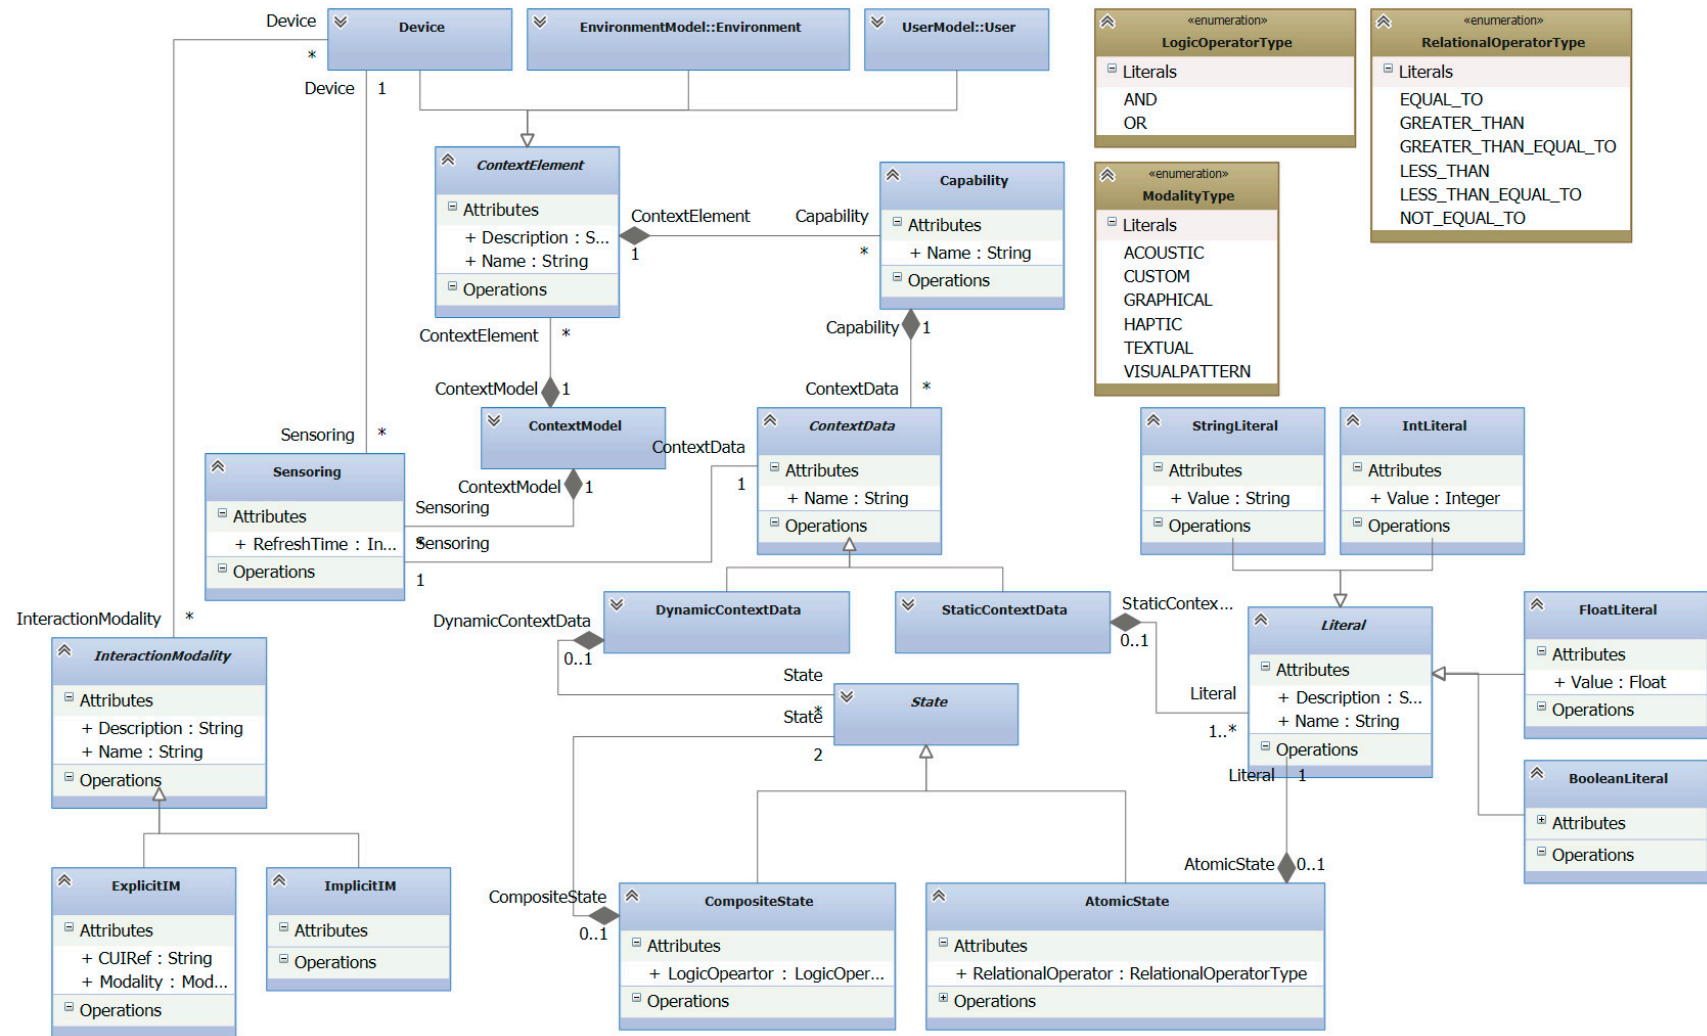 Device
*
Device
1
Device
EnvironmentModel::Environment
UserModel::User
«enumeration»
LogicOperatorType
Literals
AND
OR
«enumeration»
RelationalOperatorType
Literals
EQUAL_TO
GREATER_THAN
GREATER_THAN_EQUAL_TO
LESS_THAN
LESS_THAN_EQUAL_TO
NOT_EQUAL_TO
ContextElement
Attributes
+ Description : S...
+ Name : String
Operations
ContextElement
1
Capability
*
Capability
Attributes
+ Name : String
Operations
«enumeration»
ModalityType
Literals
ACOUSTIC
CUSTOM
GRAPHICAL
HAPTIC
TEXTUAL
VISUALPATTERN
ContextElement
*
ContextModel
1
Capability
1
ContextData
*
ContextModel
ContextModel
1
Sensoring
*
Sensoring
*
Sensoring
Attributes
+ RefreshTime : In...
Operations
Sensoring
1
ContextData
1
ContextData
Attributes
+ Name : String
Operations
StringLiteral
Attributes
+ Value : String
Operations
IntLiteral
Attributes
+ Value : Integer
Operations
InteractionModality
*
InteractionModality
Attributes
+ Description : String
+ Name : String
Operations
DynamicContextData
0..1
DynamicContextData
StaticContextData
StaticContex...
0..1
Literal
1..*
Literal
Attributes
+ Description : S...
+ Name : String
Operations
FloatLiteral
Attributes
+ Value : Float
Operations
State
*
State
2
State
Literal
1
BooleanLiteral
Attributes
Operations
AtomicState
0..1
ExplicitIM
Attributes
+ CUIRef : String
+ Modality : Mod...
Operations
ImplicitIM
Attributes
Operations
CompositeState
0..1
CompositeState
Attributes
+ LogicOpeartor : LogicOper...
Operations
AtomicState
Attributes
+ RelationalOperator : RelationalOperatorType
Operations